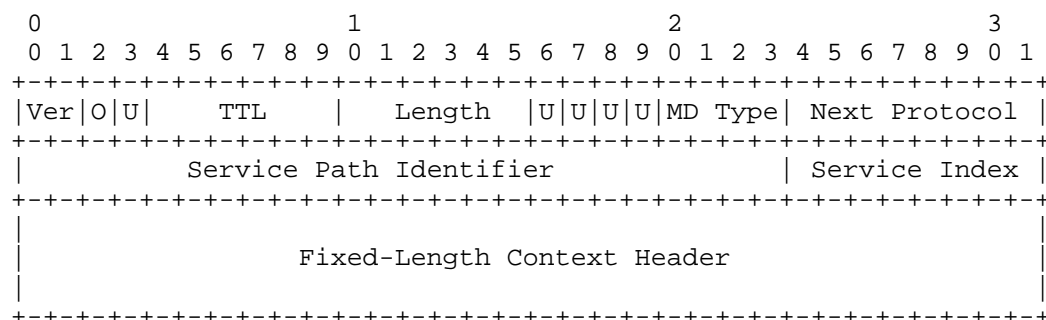 0                   1                   2                   3
 0 1 2 3 4 5 6 7 8 9 0 1 2 3 4 5 6 7 8 9 0 1 2 3 4 5 6 7 8 9 0 1
+-+-+-+-+-+-+-+-+-+-+-+-+-+-+-+-+-+-+-+-+-+-+-+-+-+-+-+-+-+-+-+-+
|Ver|O|U|    TTL    |   Length  |U|U|U|U|MD Type| Next Protocol |
+-+-+-+-+-+-+-+-+-+-+-+-+-+-+-+-+-+-+-+-+-+-+-+-+-+-+-+-+-+-+-+-+
|          Service Path Identifier              | Service Index |
+-+-+-+-+-+-+-+-+-+-+-+-+-+-+-+-+-+-+-+-+-+-+-+-+-+-+-+-+-+-+-+-+
|                                                               |
|                 Fixed-Length Context Header                   |
|                                                               |
+-+-+-+-+-+-+-+-+-+-+-+-+-+-+-+-+-+-+-+-+-+-+-+-+-+-+-+-+-+-+-+-+